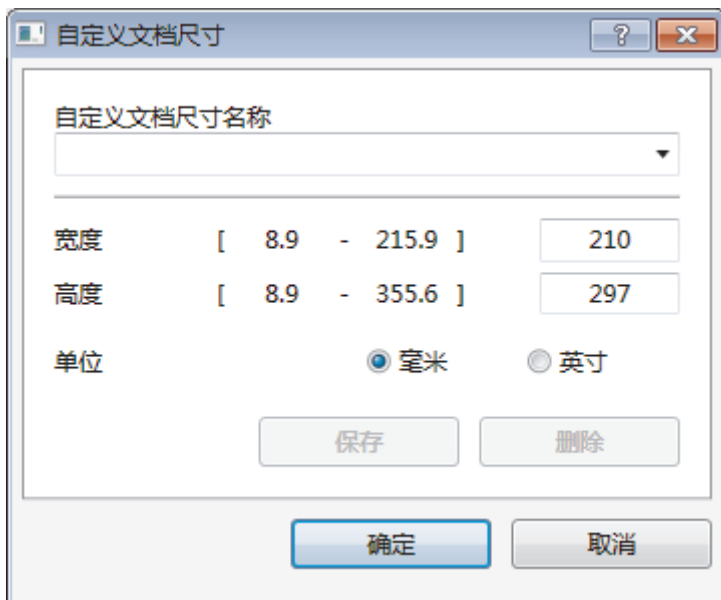 自定义文档尺寸
自定义文档尺寸名称
宽度 [ 8.9 - 215.9 ] 210
高度 [ 8.9 - 355.6 ] 297
单位 毫米 英寸
保存 删除
确定 取消